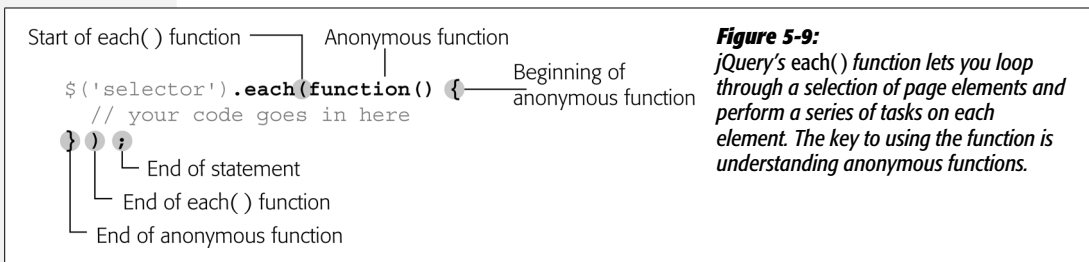 Start of each( ) function
Anonymous function
$('selector').each(function() {
Beginning of
anonymous function
// your code goes in here
} ) ;
End of statement
End of each( ) function
End of anonymous function
Figure 5-9:
jQuery's each( ) function lets you loop
through a selection of page elements and
perform a series of tasks on each
element. The key to using the function is
understanding anonymous functions.